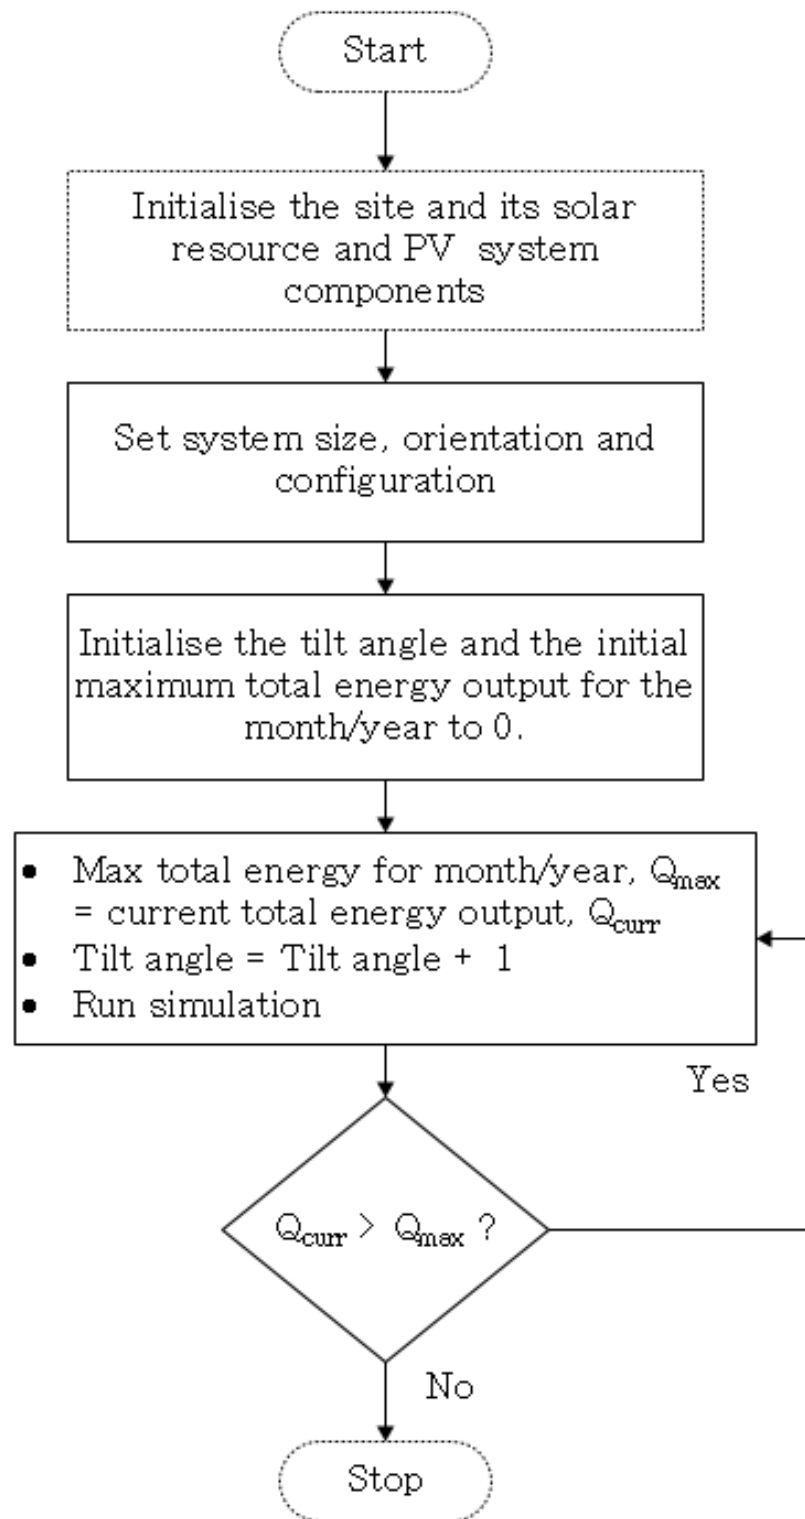 Start
Initialise the site and its solar
resource and PV system
components
Set system size, orientation and
configuration
Initialise the tilt angle and the initial
maximum total energy output for the
month/year to 0.
• Max total energy for month/year, Qmax
= current total energy output, Qcurr
• Tilt angle = Tilt angle + 1
• Run simulation
Yes
Qcurr > Qmax ?
No
Stop